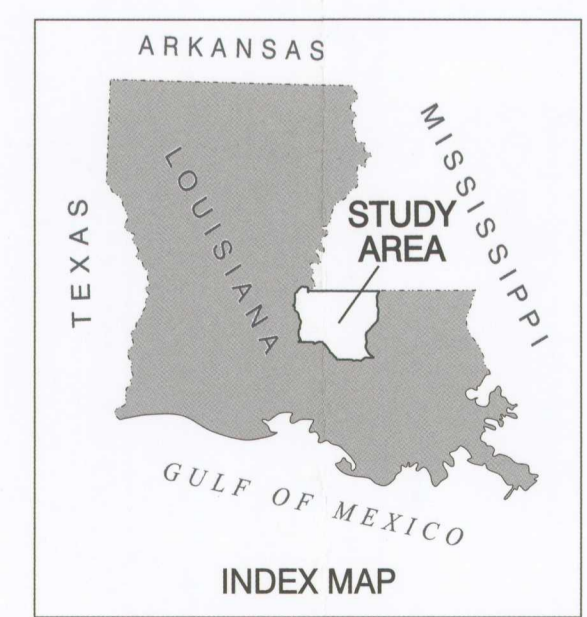 ARKANSAS
MISSISSIPPI
LOUISIANA
TEXAS
STUDY
AREA
GULF OF MEXICO
INDEX MAP